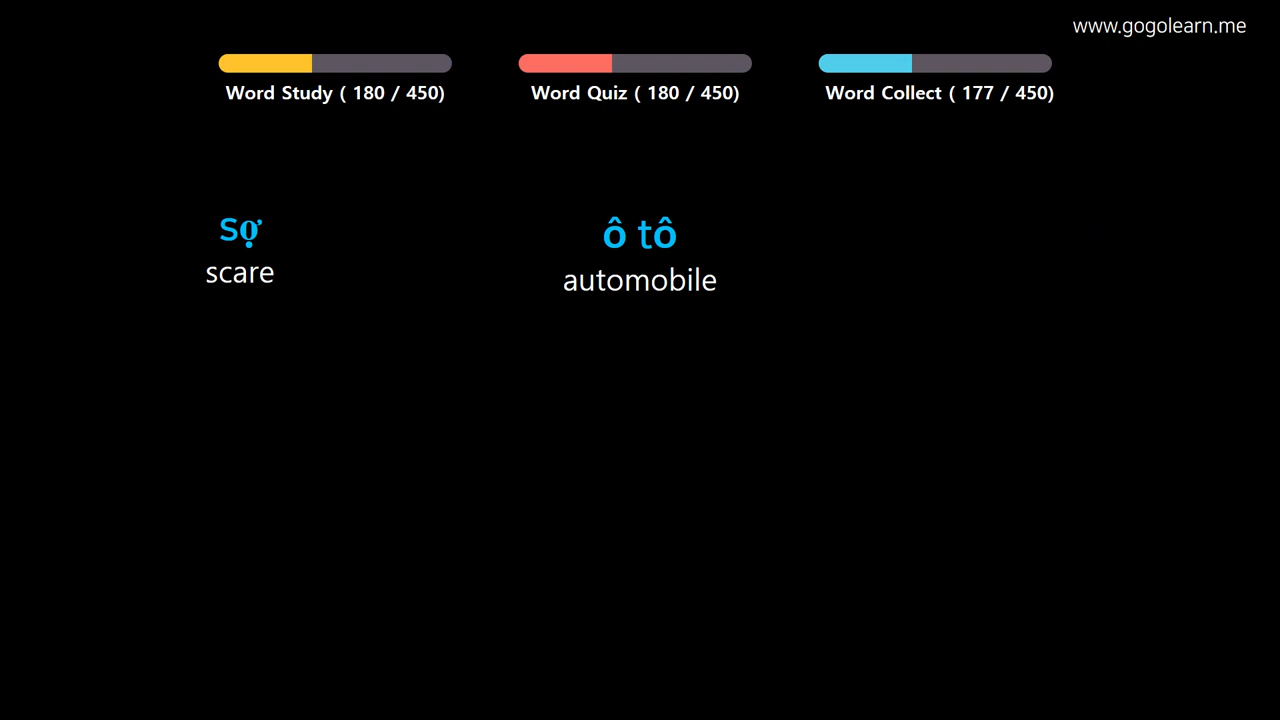 www.gogolearn.me
Word Study ( 180 / 450)
Word Quiz ( 180 / 450)
Word Collect ( 177 / 450)
sợ
scare
ô tô
automobile